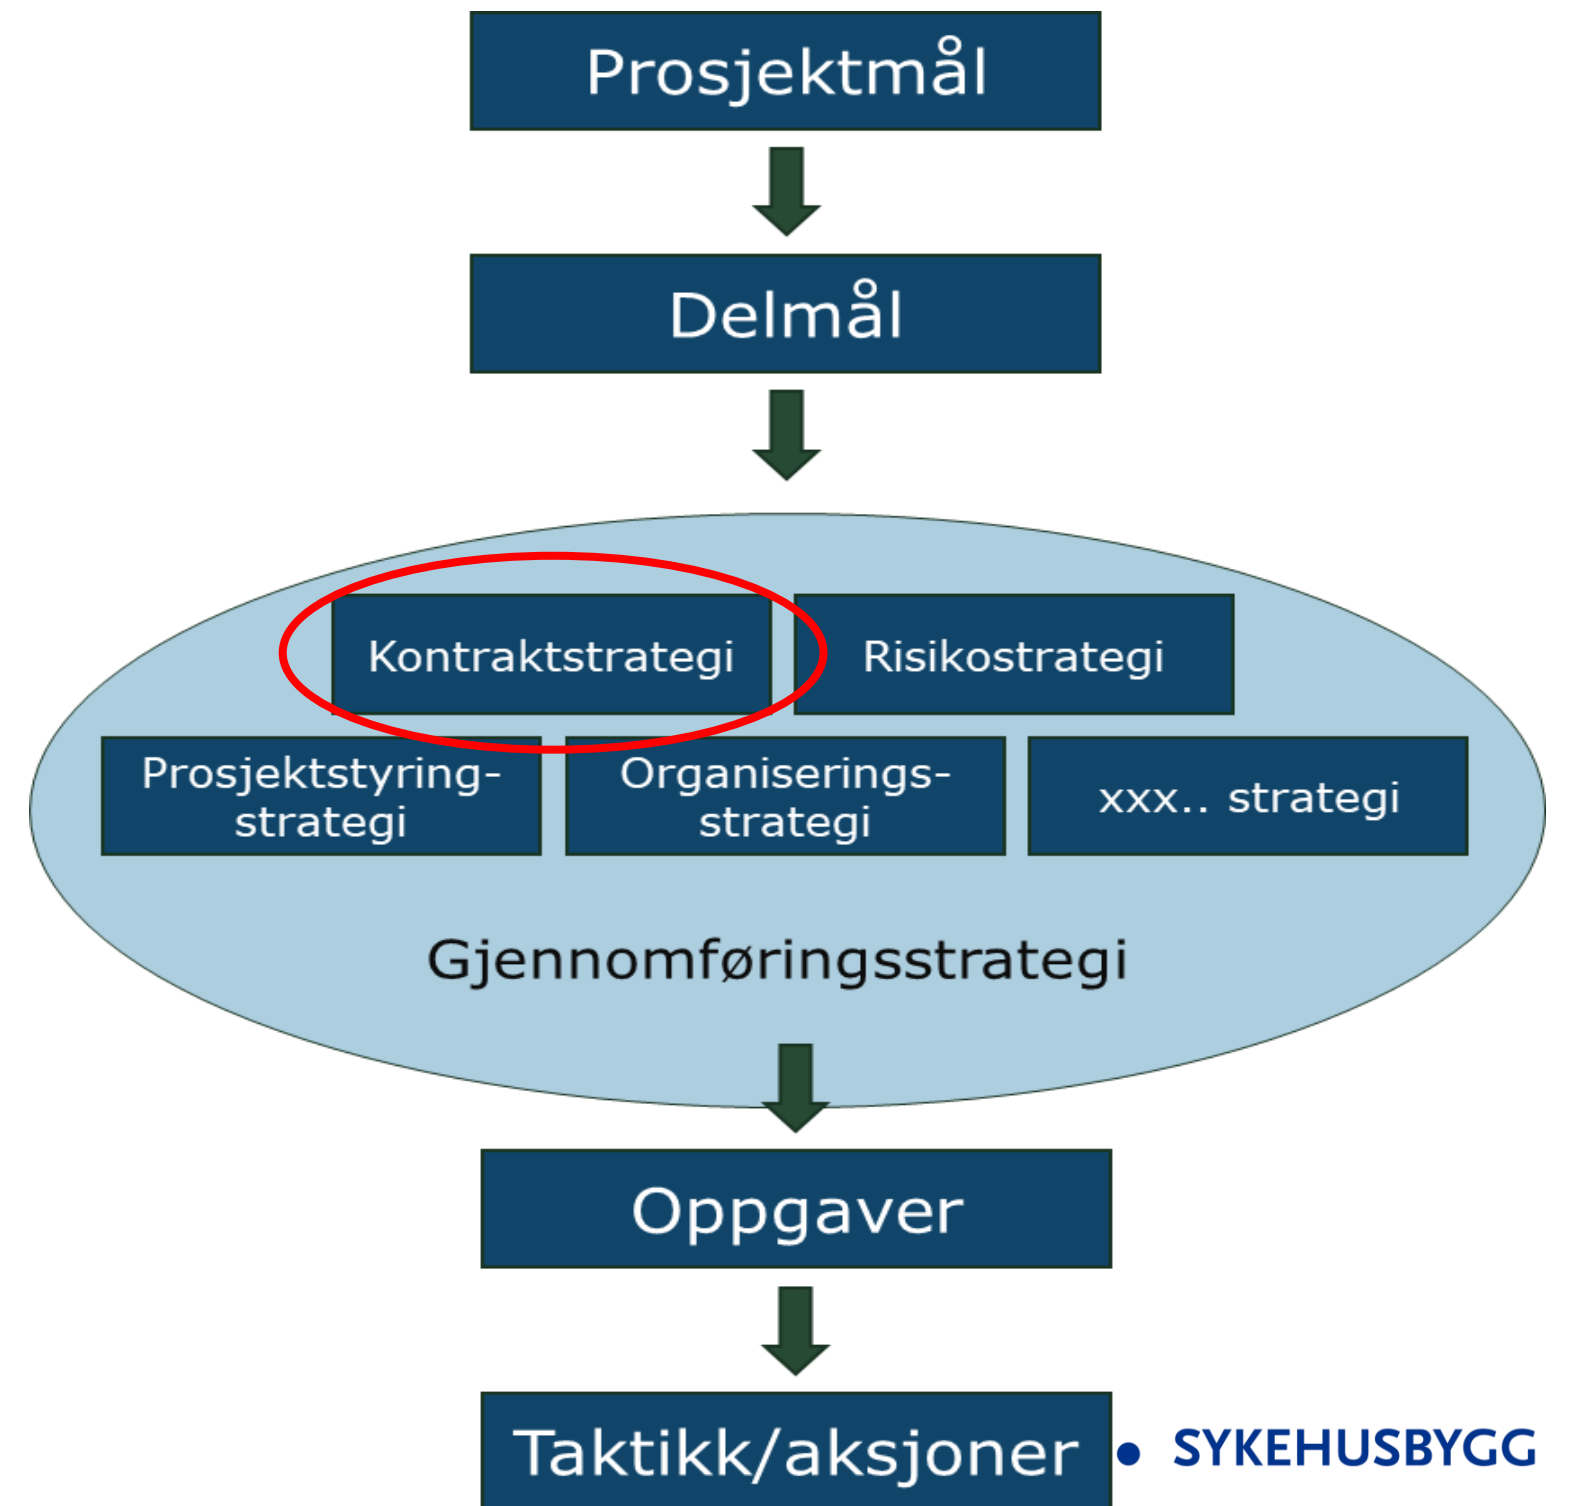 Prosjektmål
Delmål
Kontraktstrategi
Risikostrategi
Prosjektstyring-
strategi
Organiserings-
strategi
xxx.. strategi
Gjennomføringsstrategi
Oppgaver
Taktikk/aksjoner
• SYKEHUSBYGG